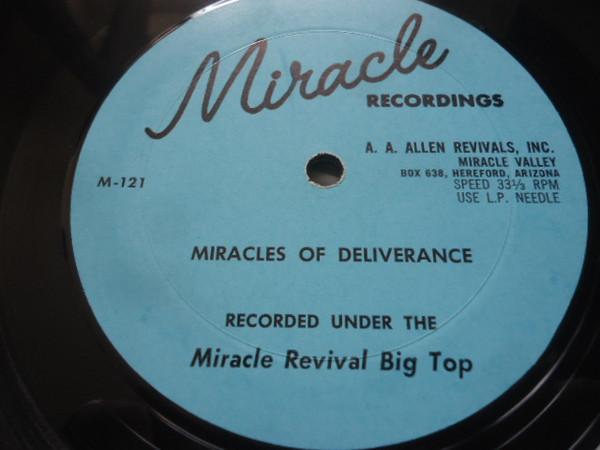 Miracle
RECORDINGS
A. A. ALLEN REVIVALS, INC.
MIRACLE VALLEY
BOX 638, HEREFORD, ARIZONA
SPEED 33⅓ RPM
USE L.P. NEEDLE
M-121
MIRACLES OF DELIVERANCE
RECORDED UNDER THE
Miracle Revival Big Top